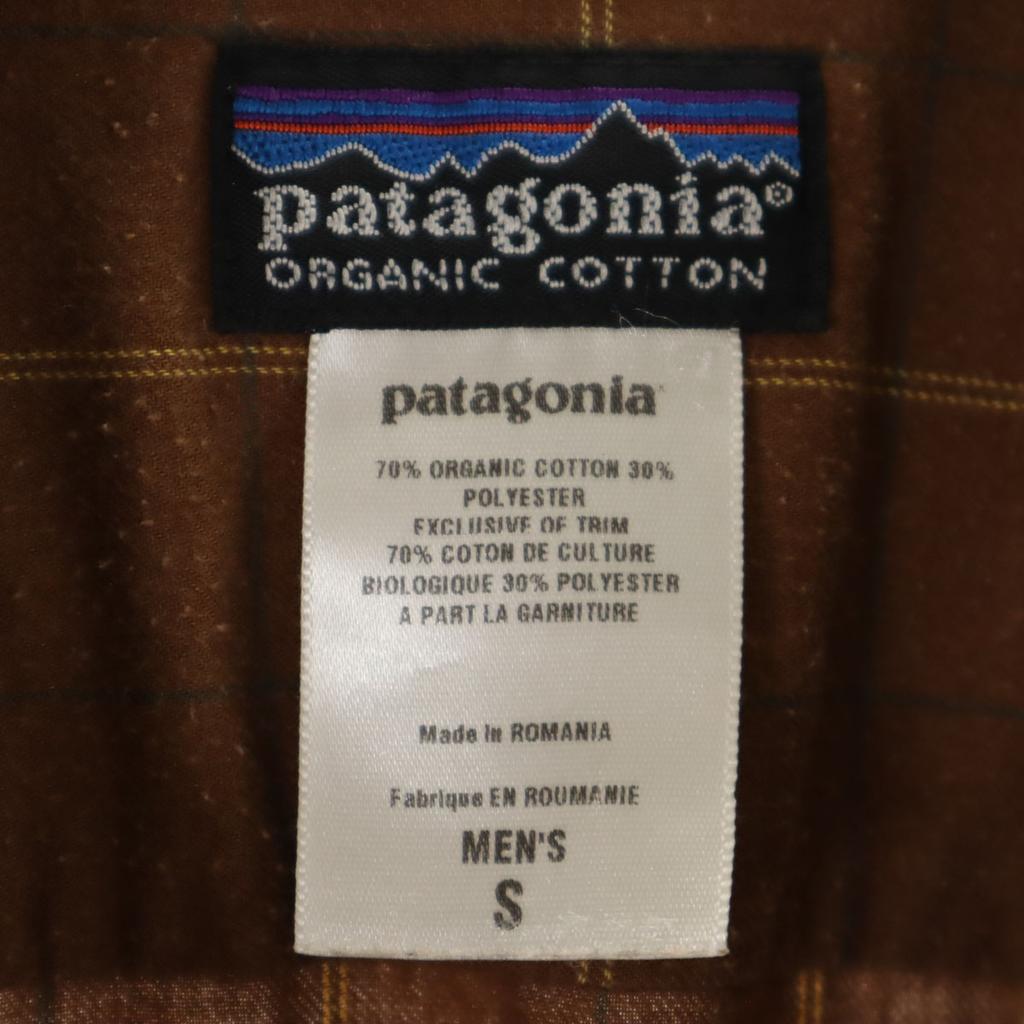 patagonia®
ORGANIC COTTON
patagonia
70% ORGANIC COTTON 30%
POLYESTER
EXCLUSIVE OF TRIM
70% COTON DE CULTURE
BIOLOGIQUE 30% POLYESTER
A PART LA GARNITURE
Made in ROMANIA
Fabrique EN ROUMANIE
MEN'S
S